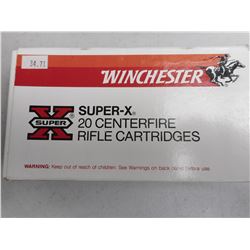 34.71
WINCHESTER
X
SUPER
®
SUPER-X®
20 CENTERFIRE
RIFLE CARTRIDGES
WARNING: Keep out of reach of children. See Warnings on back panel before use.